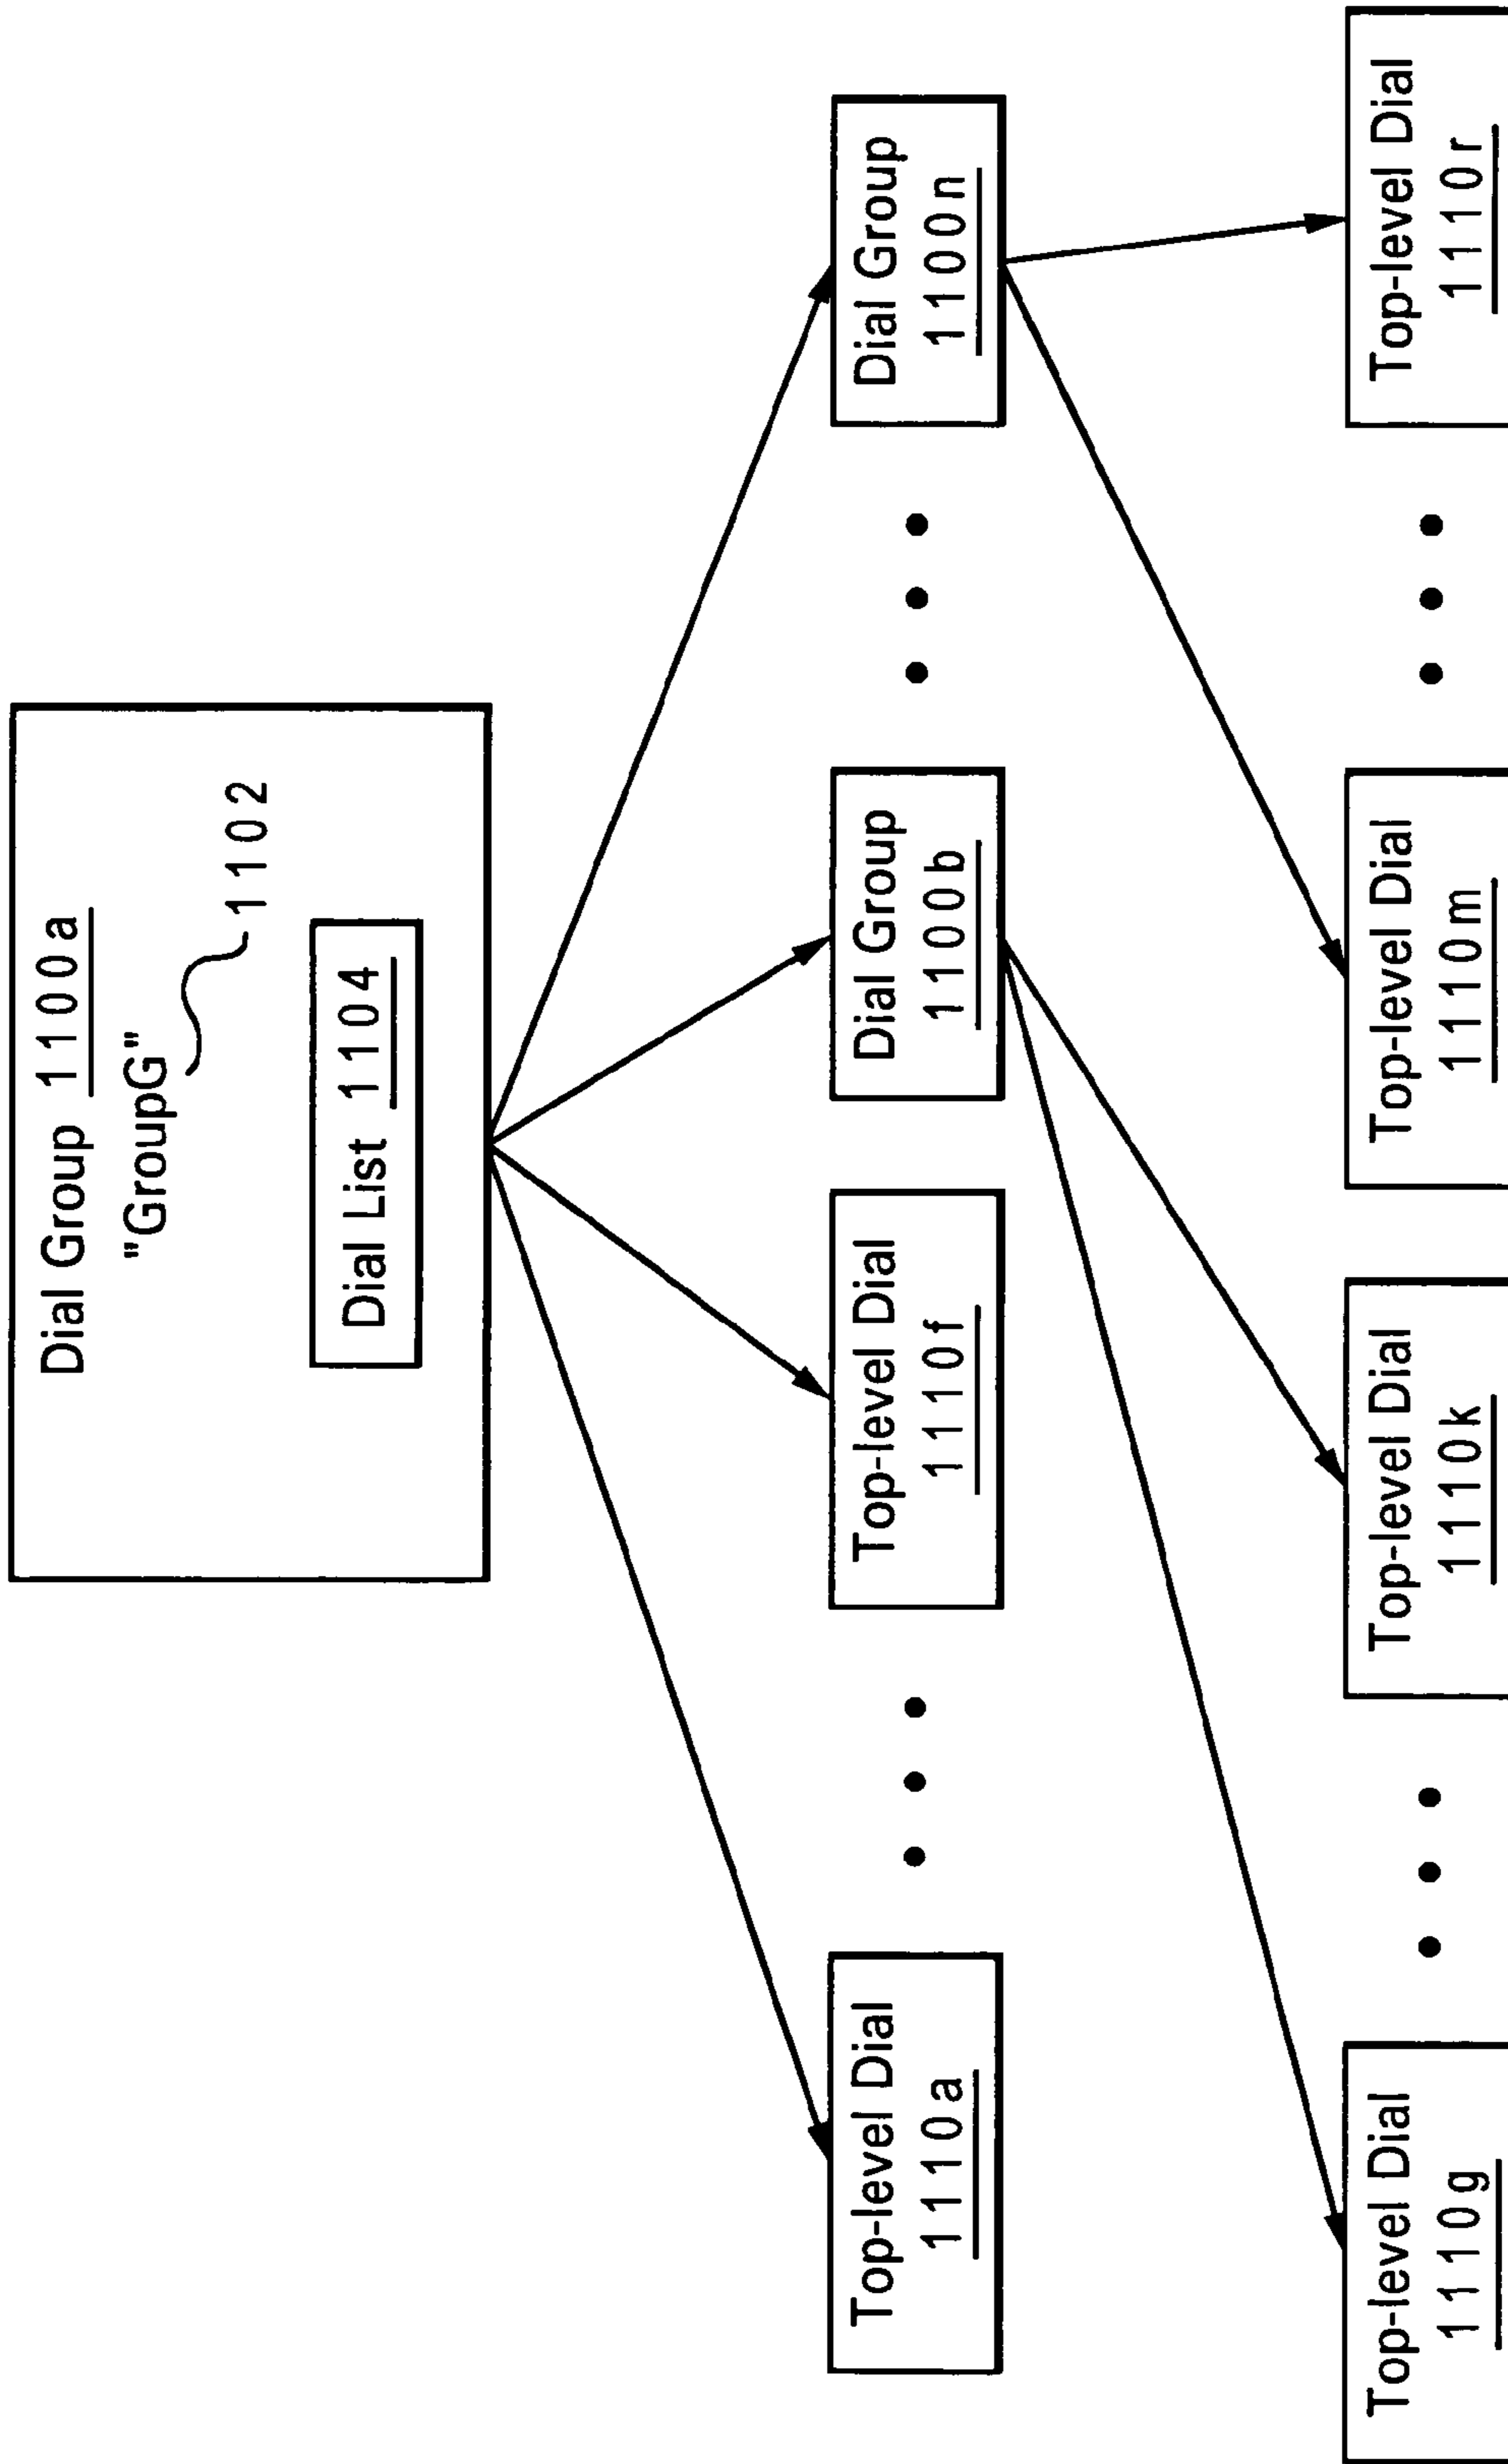 Dial Group 1100a
"GroupG"
1102
Dial List 1104
Top-level Dial
1110a
Top-level Dial
1110f
Dial Group
1100b
Dial Group
1100n
Top-level Dial
1110g
Top-level Dial
1110k
Top-level Dial
1110m
Top-level Dial
1110r